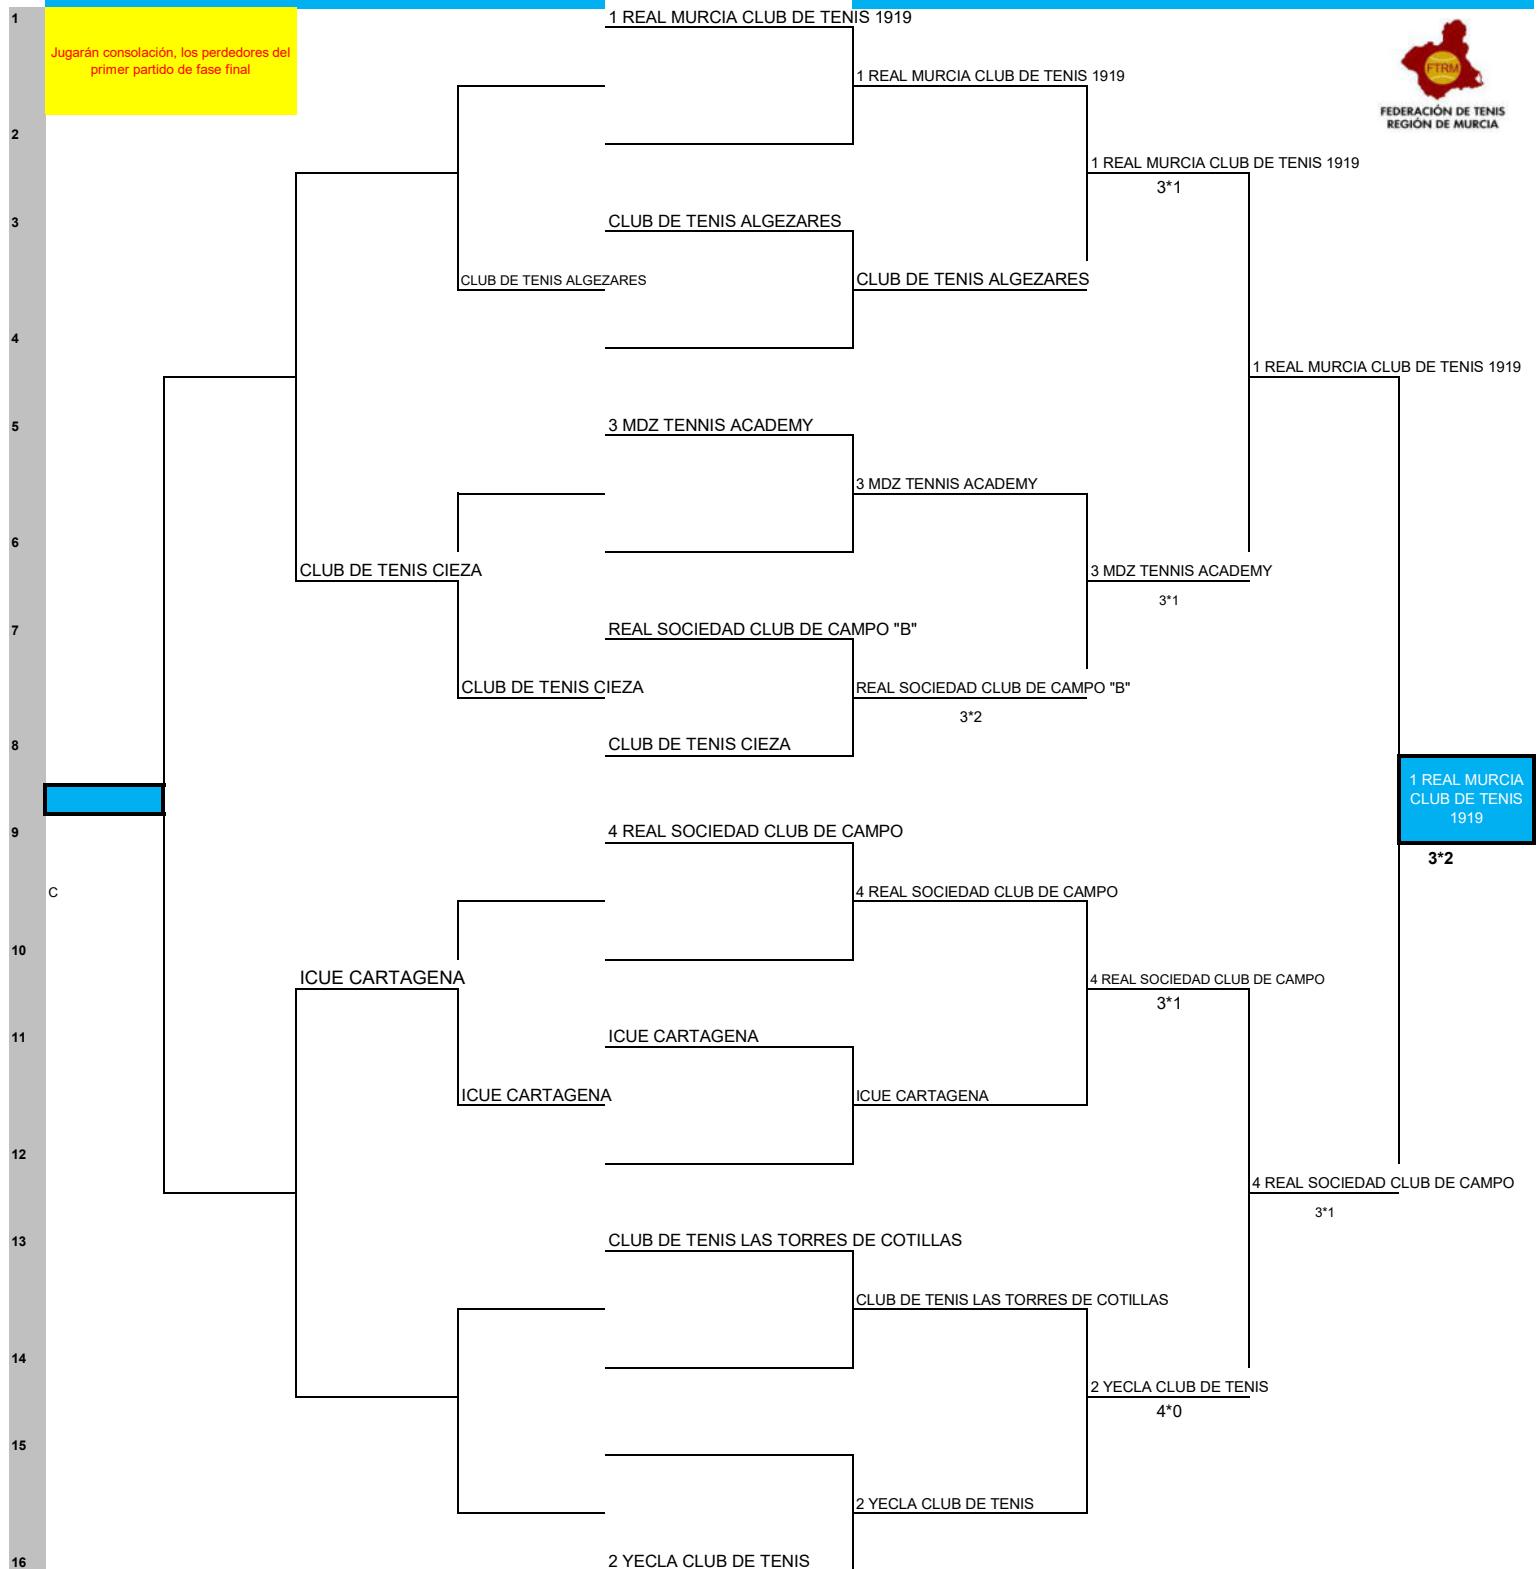 1
1 REAL MURCIA CLUB DE TENIS 1919
Jugarán consolación, los perdedores del
primer partido de fase final
1 REAL MURCIA CLUB DE TENIS 1919
FTRM
FEDERACIÓN DE TENIS
REGIÓN DE MURCIA
2
1 REAL MURCIA CLUB DE TENIS 1919
3*1
3
CLUB DE TENIS ALGEZARES
CLUB DE TENIS ALGEZARES
CLUB DE TENIS ALGEZARES
4
1 REAL MURCIA CLUB DE TENIS 1919
5
3 MDZ TENNIS ACADEMY
3 MDZ TENNIS ACADEMY
6
CLUB DE TENIS CIEZA
3 MDZ TENNIS ACADEMY
3*1
7
REAL SOCIEDAD CLUB DE CAMPO "B"
CLUB DE TENIS CIEZA
REAL SOCIEDAD CLUB DE CAMPO "B"
3*2
8
CLUB DE TENIS CIEZA
1 REAL MURCIA
CLUB DE TENIS
1919
9
4 REAL SOCIEDAD CLUB DE CAMPO
3*2
C
4 REAL SOCIEDAD CLUB DE CAMPO
10
ICUE CARTAGENA
4 REAL SOCIEDAD CLUB DE CAMPO
3*1
11
ICUE CARTAGENA
ICUE CARTAGENA
ICUE CARTAGENA
12
4 REAL SOCIEDAD CLUB DE CAMPO
3*1
13
CLUB DE TENIS LAS TORRES DE COTILLAS
CLUB DE TENIS LAS TORRES DE COTILLAS
14
2 YECLA CLUB DE TENIS
4*0
15
2 YECLA CLUB DE TENIS
16
2 YECLA CLUB DE TENIS